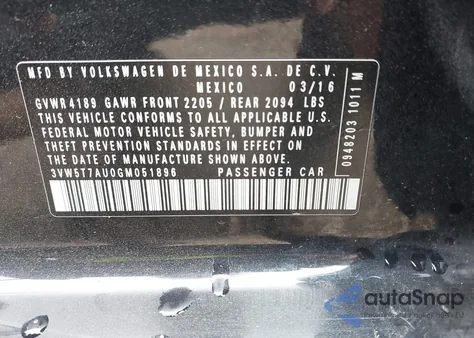 MFD BY VOLKSWAGEN DE MEXICO S.A. DE C.V.
MEXICO 03/16
GVWR4189 GAWR FRONT 2205 / REAR 2094 LBS
THIS VEHICLE CONFORMS TO ALL APPLICABLE U.S.
FEDERAL MOTOR VEHICLE SAFETY, BUMPER AND
THEFT PREVENTION STANDARDS IN EFFECT ON THE
DATE OF MANUFACTURE SHOWN ABOVE.
3VW5T7AU0GM051896 PASSENGER CAR
0948203 1011 M
autoSnap